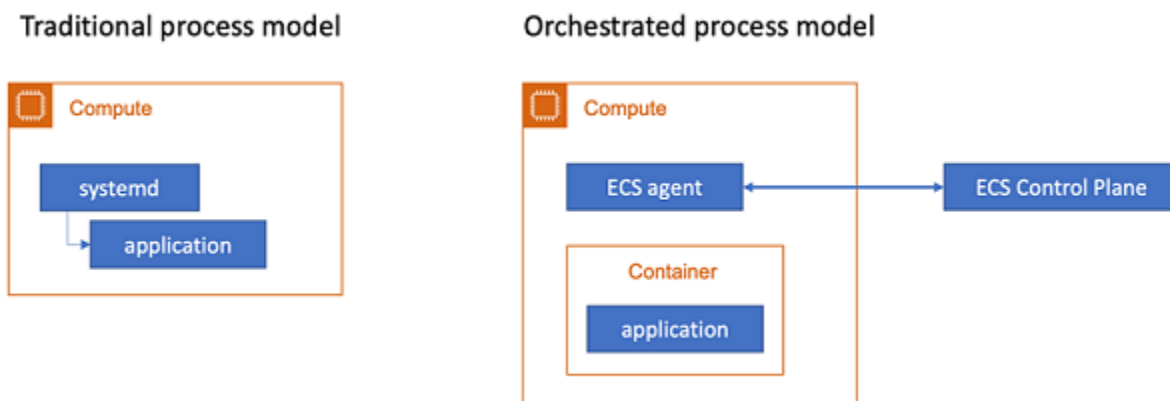 Traditional process model
Orchestrated process model
Compute
systemd
application
Compute
ECS agent
ECS Control Plane
Container
application